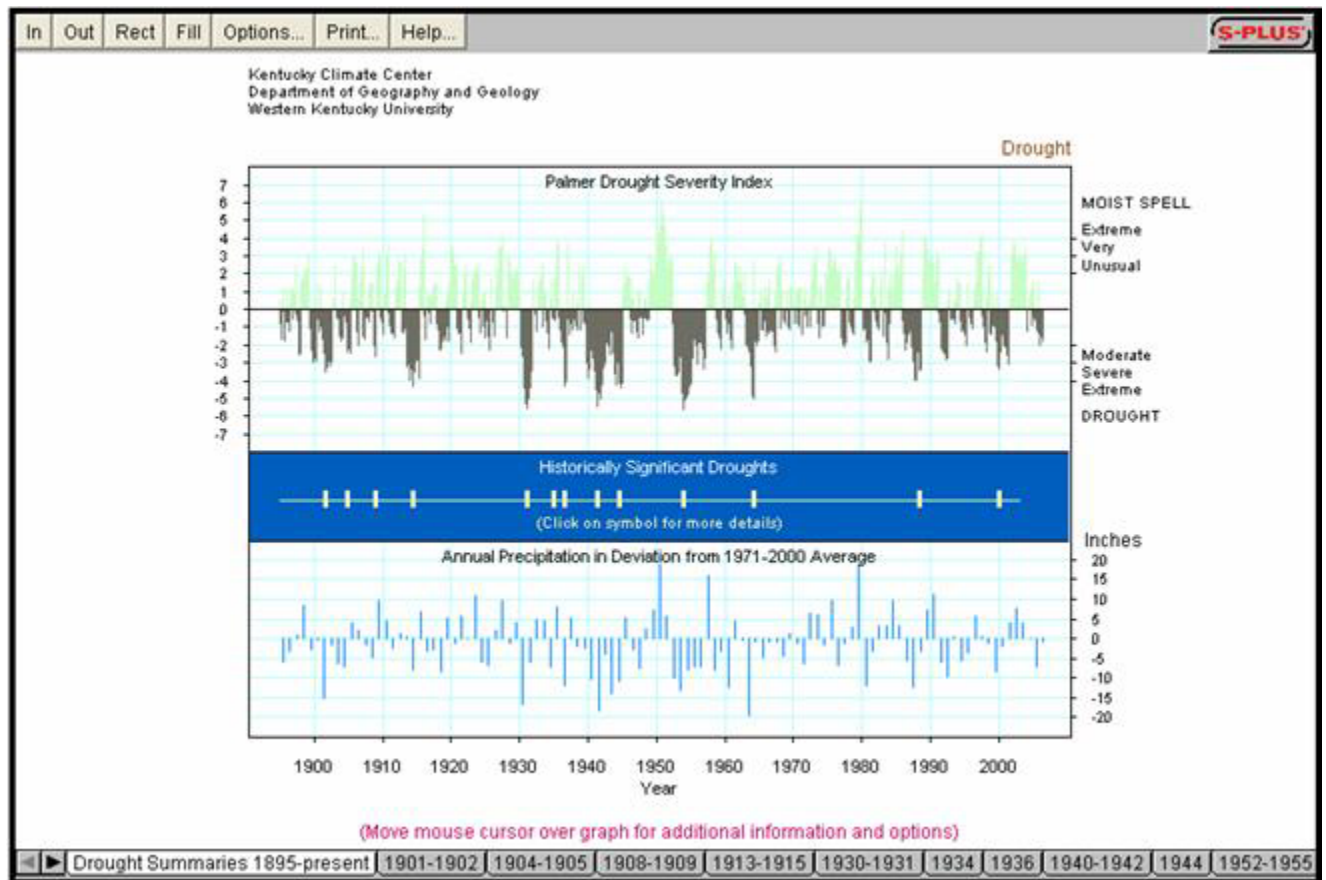 In Out Rect Fill Options... Print... Help... S-PLUS
Kentucky Climate Center
Department of Geography and Geology
Western Kentucky University
Drought
Palmer Drought Severity Index
7
6
5
4
3
2
1
0
-1
-2
-3
-4
-5
-6
-7
MOIST SPELL
Extreme
Very
Unusual
Moderate
Severe
Extreme
DROUGHT
Historically Significant Droughts
(Click on symbol for more details)
Inches
Annual Precipitation in Deviation from 1971-2000 Average
20
15
10
5
0
-5
-10
-15
-20
1900 1910 1920 1930 1940 1950 1960 1970 1980 1990 2000
Year
(Move mouse cursor over graph for additional information and options)
Drought Summaries 1895-present 1901-1902 1904-1905 1908-1909 1913-1915 1930-1931 1934 1936 1940-1942 1944 1952-1955